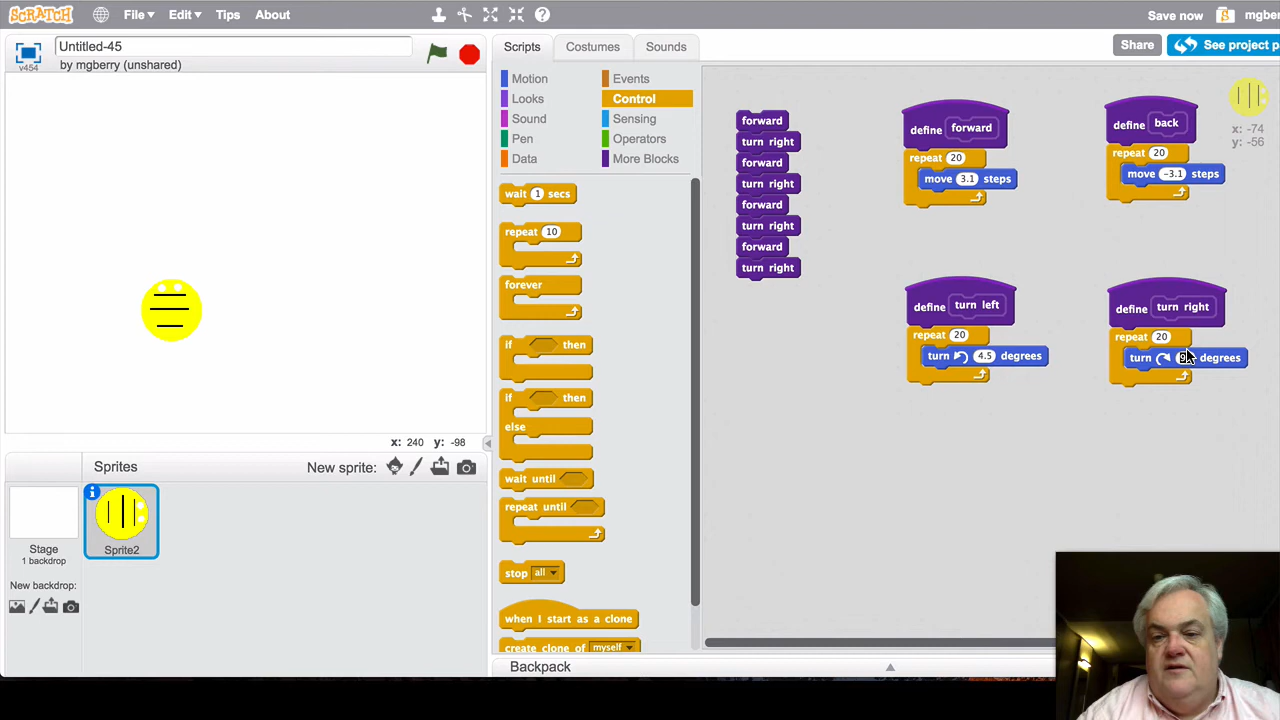 SCRATCH File Edit Tips About Save now mgber
v454 Untitled-45
by mgberry (unshared)
Scripts Costumes Sounds Share See project p
Motion Events
Looks Control
Sound Sensing
Pen Operators
Data More Blocks
wait 1 secs
repeat 10
forever
if then
if then
else
wait until
repeat until
stop all
when I start as a clone
create clone of myself
forward
turn right
forward
turn right
forward
turn right
forward
turn right
define forward
repeat 20
move 3.1 steps
define back
repeat 20
move -3.1 steps
define turn left
repeat 20
turn 4.5 degrees
define turn right
repeat 20
turn degrees
x: -74
y: -56
x: 240 y: -98
Sprites New sprite:
Stage
1 backdrop
New backdrop:
Sprite2
Backpack